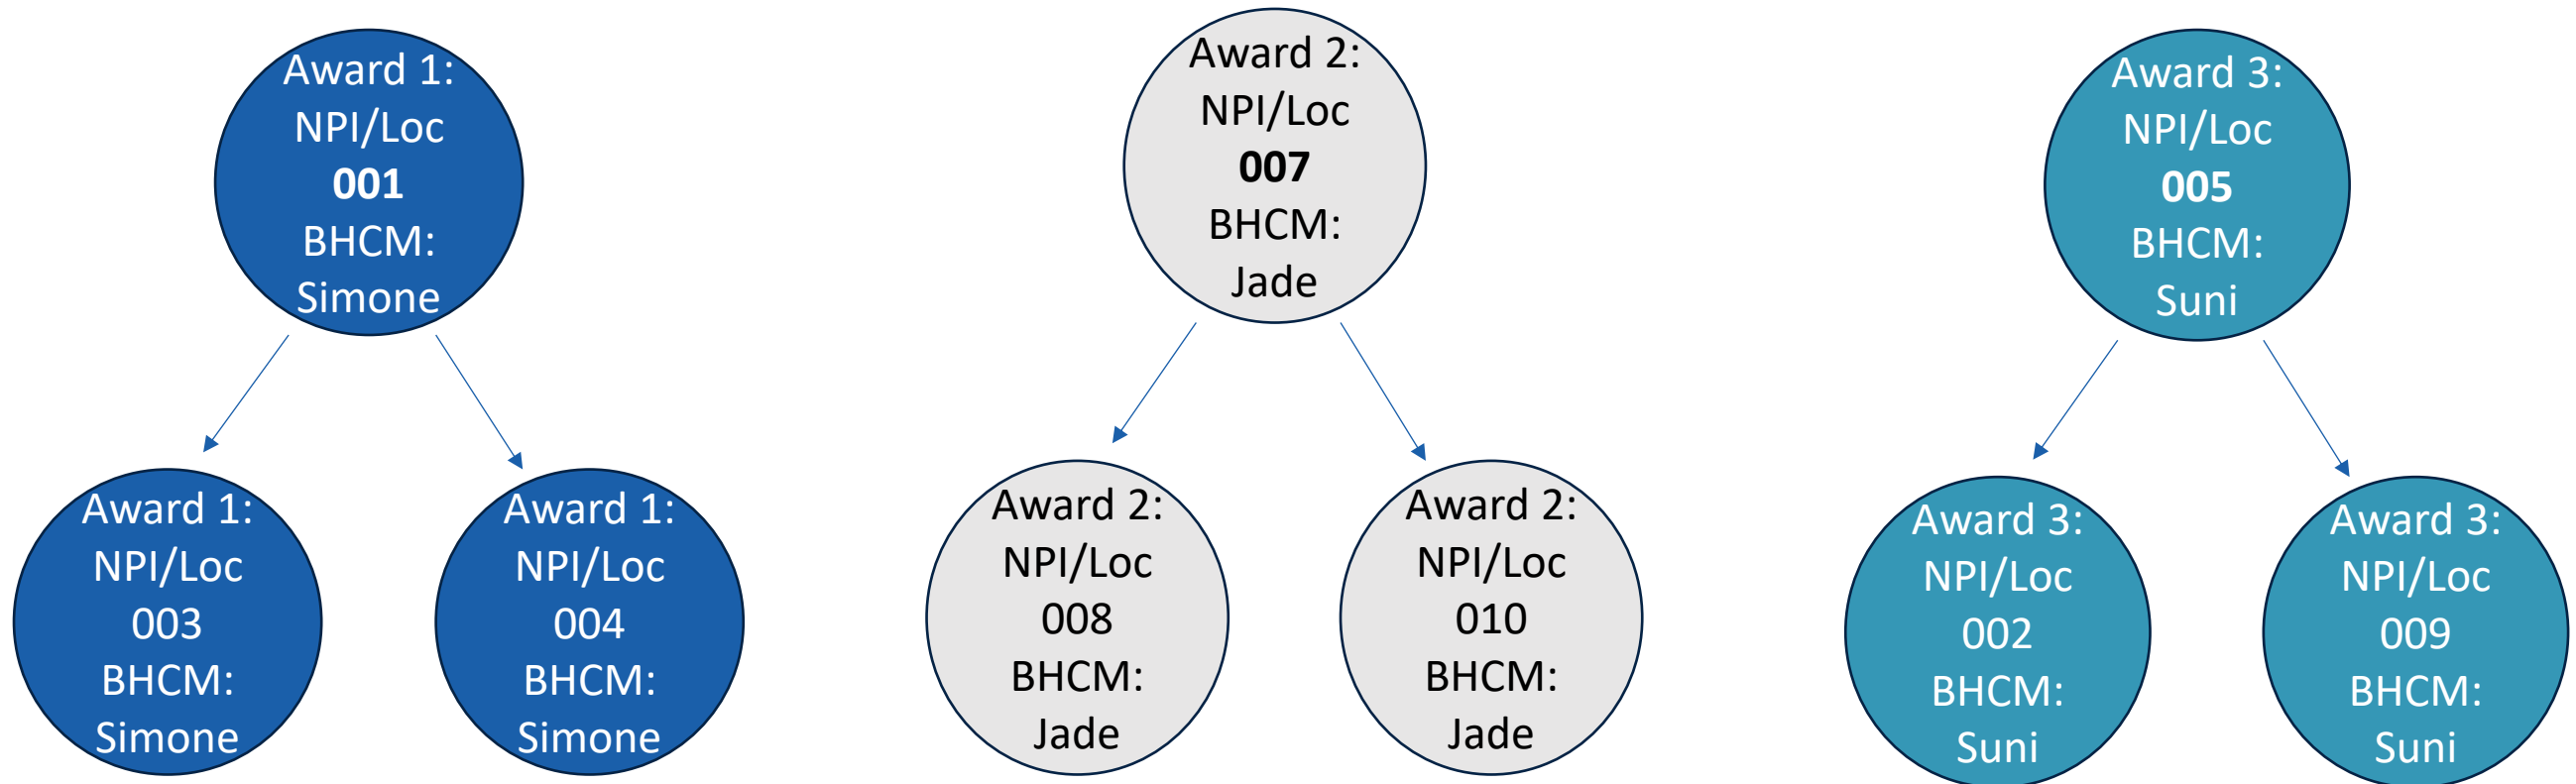 Award 1:
NPI/Loc
001
BHCM:
Simone
Award 2:
NPI/Loc
007
BHCM:
Jade
Award 3:
NPI/Loc
005
BHCM:
Suni
Award 1:
NPI/Loc
003
BHCM:
Simone
Award 1:
NPI/Loc
004
BHCM:
Simone
Award 2:
NPI/Loc
008
BHCM:
Jade
Award 2:
NPI/Loc
010
BHCM:
Jade
Award 3:
NPI/Loc
002
BHCM:
Suni
Award 3:
NPI/Loc
009
BHCM:
Suni